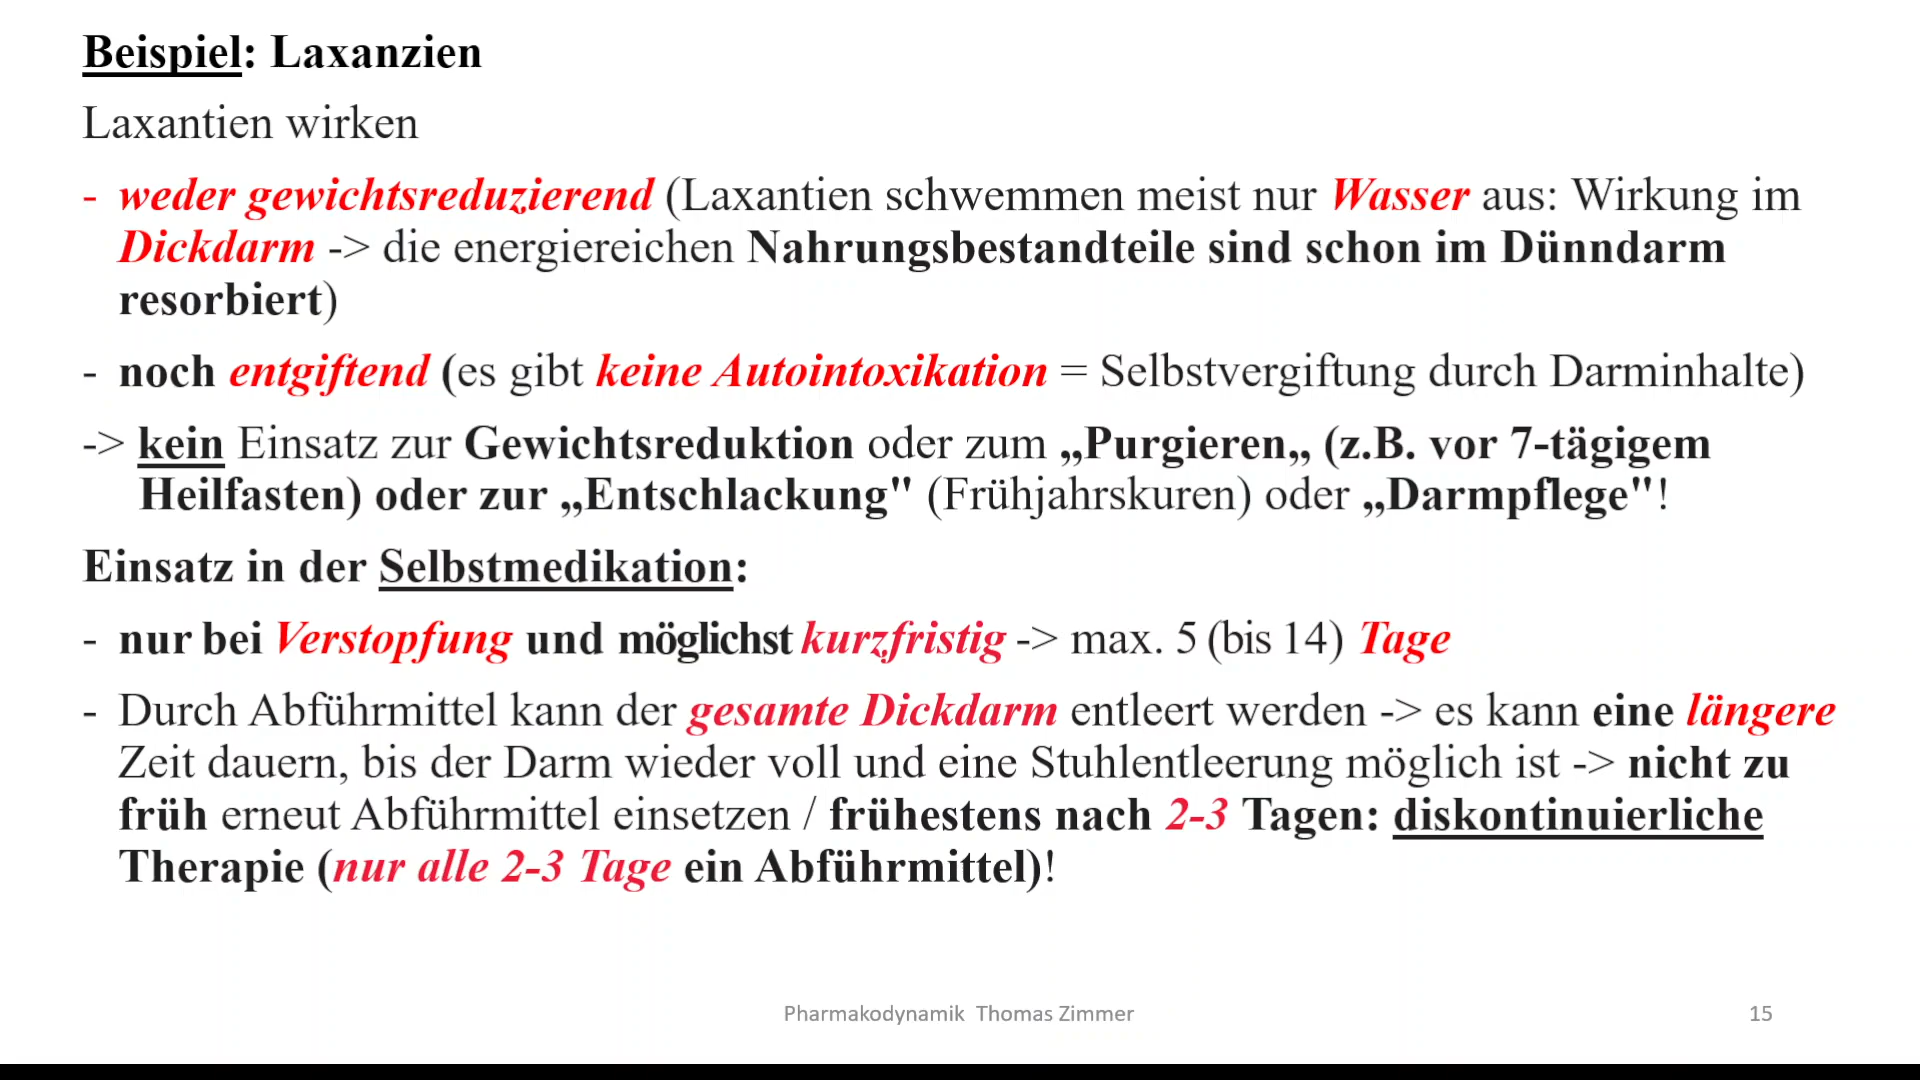 Beispiel: Laxanzien
Laxantien wirken
- weder gewichtsreduzierend (Laxantien schwemmen meist nur Wasser aus: Wirkung im
Dickdarm -> die energiereichen Nahrungsbestandteile sind schon im Dünndarm
resorbiert)
- noch entgiftend (es gibt keine Autointoxikation = Selbstvergiftung durch Darminhalte)
-> kein Einsatz zur Gewichtsreduktion oder zum „Purgieren„ (z.B. vor 7-tägigem
Heilfasten) oder zur „Entschlackung" (Frühjahrskuren) oder „Darmpflege"!
Einsatz in der Selbstmedikation:
- nur bei Verstopfung und möglichst kurzfristig -> max. 5 (bis 14) Tage
- Durch Abführmittel kann der gesamte Dickdarm entleert werden -> es kann eine längere
Zeit dauern, bis der Darm wieder voll und eine Stuhlentleerung möglich ist -> nicht zu
früh erneut Abführmittel einsetzen / frühestens nach 2-3 Tagen: diskontinuierliche
Therapie (nur alle 2-3 Tage ein Abführmittel)!
Pharmakodynamik Thomas Zimmer
15